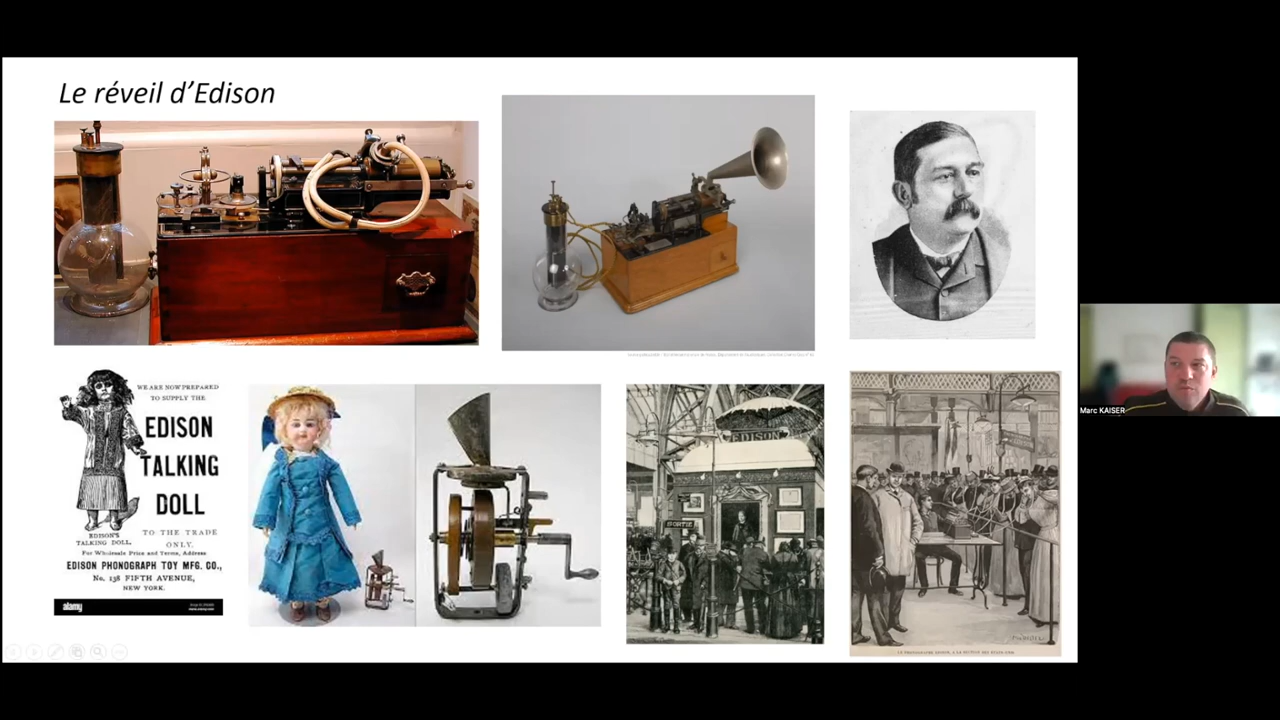 Le réveil d'Edison
WE ARE NOW PREPARED
TO SUPPLY THE
EDISON
TALKING
DOLL
EDISON'S
TALKING DOLL.
TO THE TRADE
ONLY.
For Wholesale Price and Terms, Address
EDISON PHONOGRAPH TOY MFG. CO.,
No. 138 FIFTH AVENUE,
NEW YORK.
alamy
EDISON
SORTIE
Marc KAISER